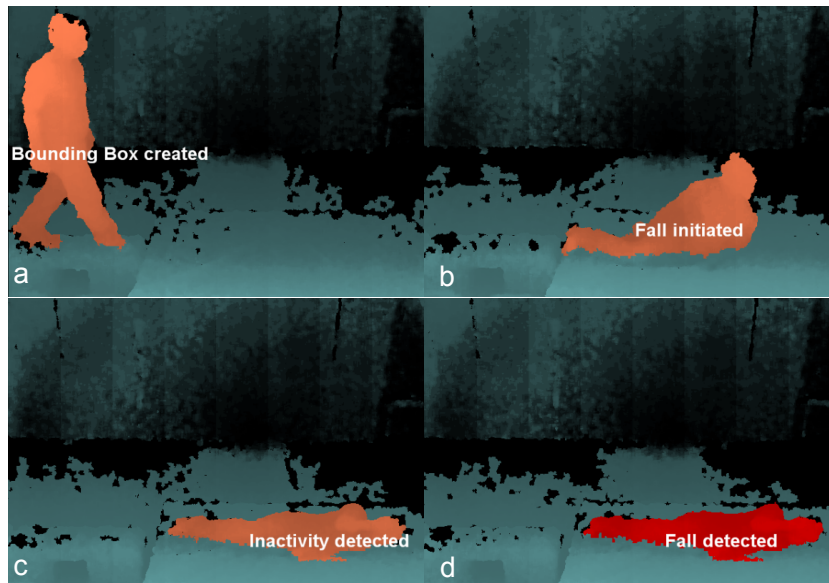 Bounding Box created
a
Fall initiated
b
Inactivity detected
c
Fall detected
d